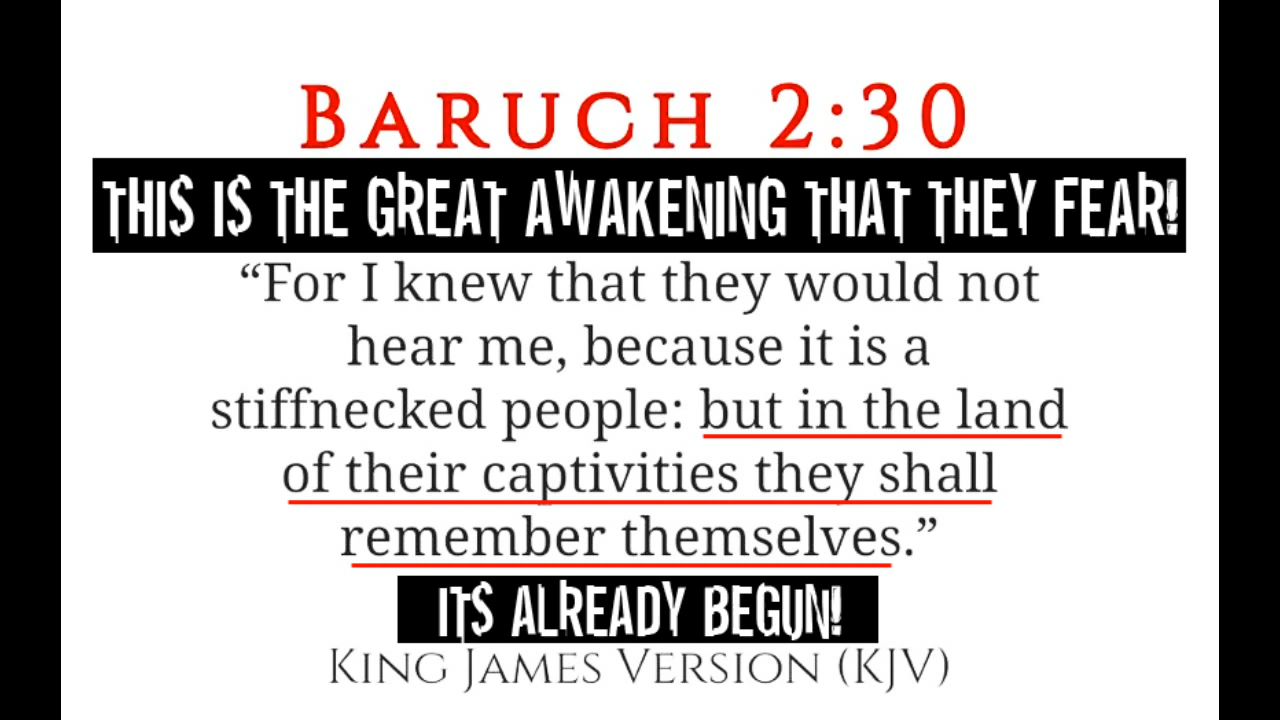 BARUCH 2:30
THIS IS THE GREAT AWAKENING THAT THEY FEAR!
“For I knew that they would not
hear me, because it is a
stiffnecked people: but in the land
of their captivities they shall
remember themselves.”
ITS ALREADY BEGUN!
KING JAMES VERSION (KJV)